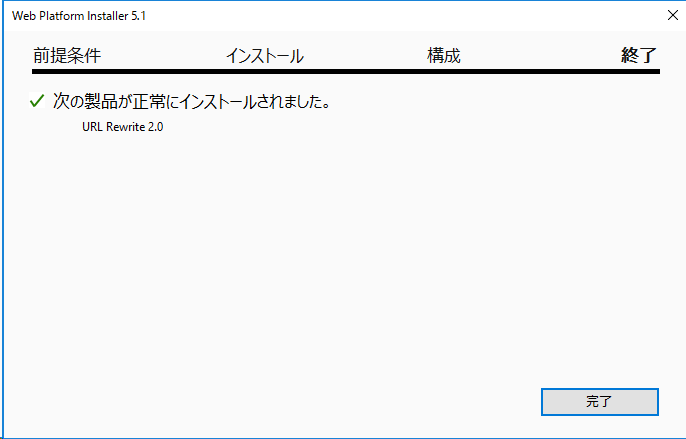 Web Platform Installer 5.1
前提条件 インストール 構成 終了
次の製品が正常にインストールされました。
URL Rewrite 2.0
完了